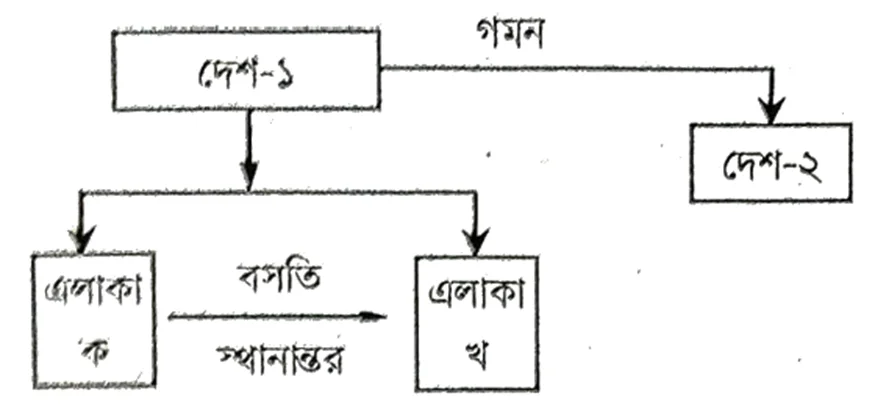 গমন
দেশ-১
দেশ-২
এলাকা
ক
বসতি
স্থানান্তর
এলাকা
খ